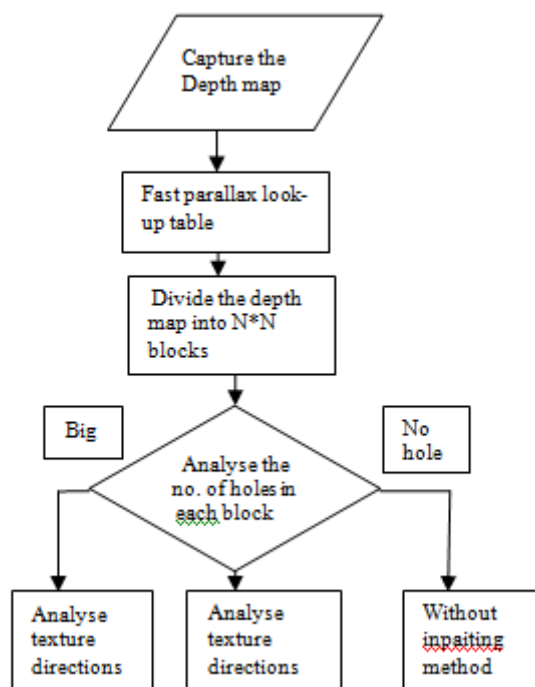 Capture the
Depth map
Fast parallax look-
up table
Divide the depth
map into N*N
blocks
Big
No
hole
Analyse the
no. of holes in
each block
Analyse
texture
directions
Analyse
texture
directions
Without
inpaiting
method